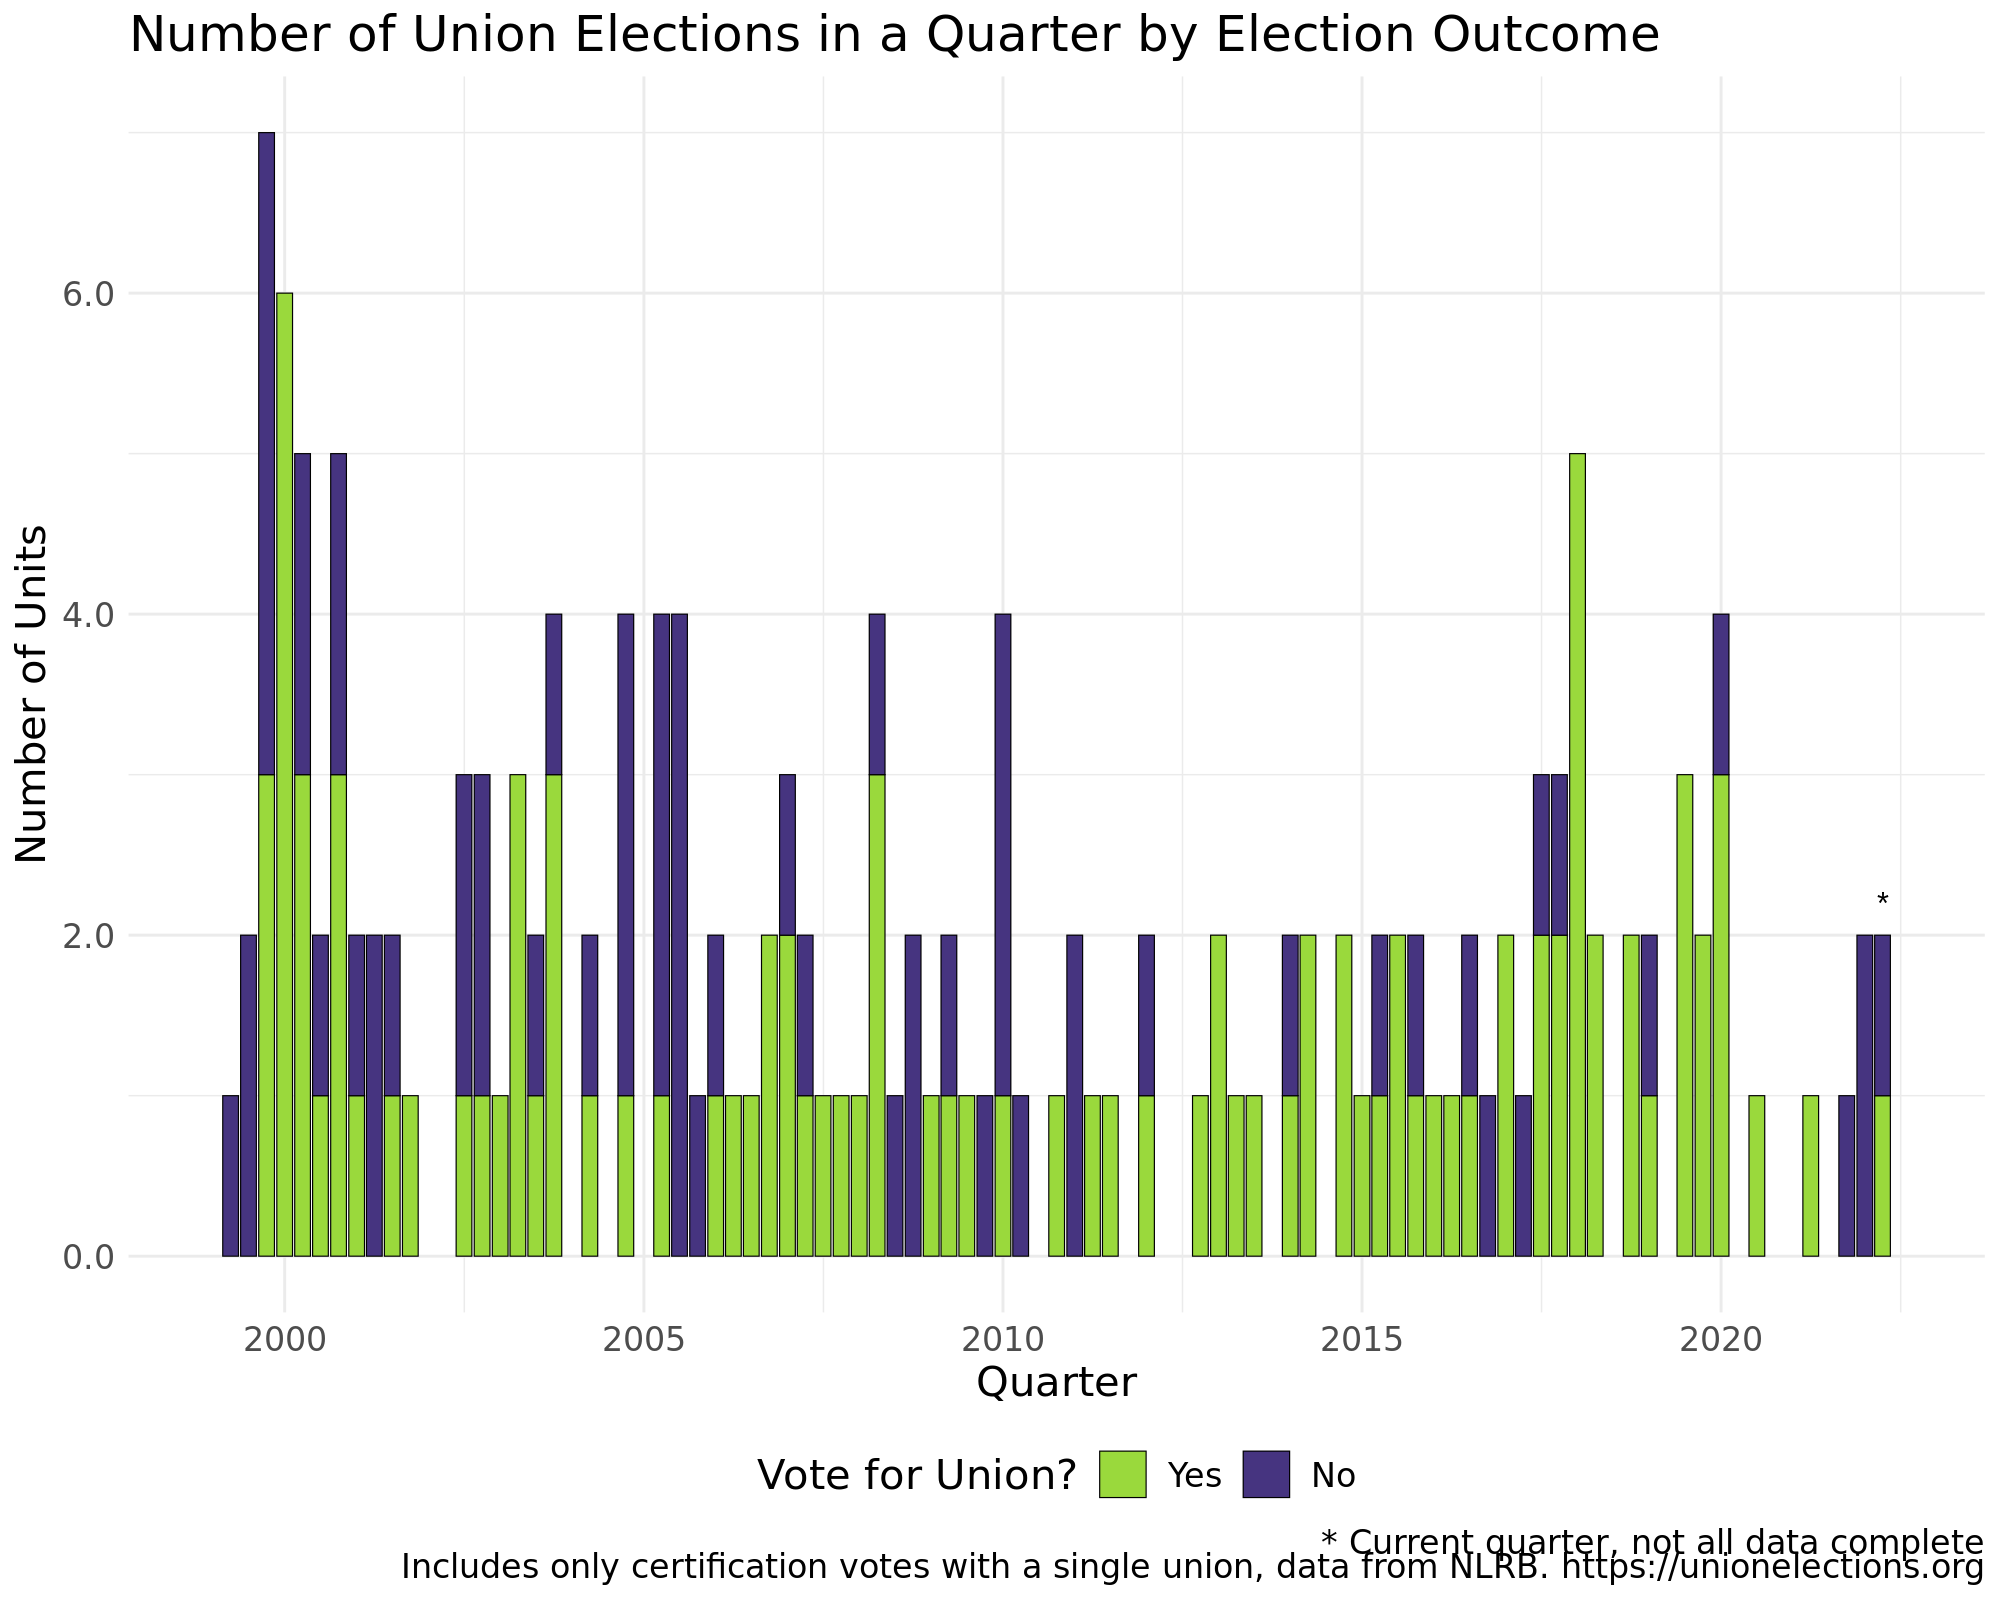 Number of Union Elections in a Quarter by Election Outcome
Number of Units
6.0
4.0
2.0
0.0
*
2000 2005 2010 2015 2020
Quarter
Vote for Union? Yes No
* Current quarter, not all data complete
Includes only certification votes with a single union, data from NLRB. https://unionelections.org